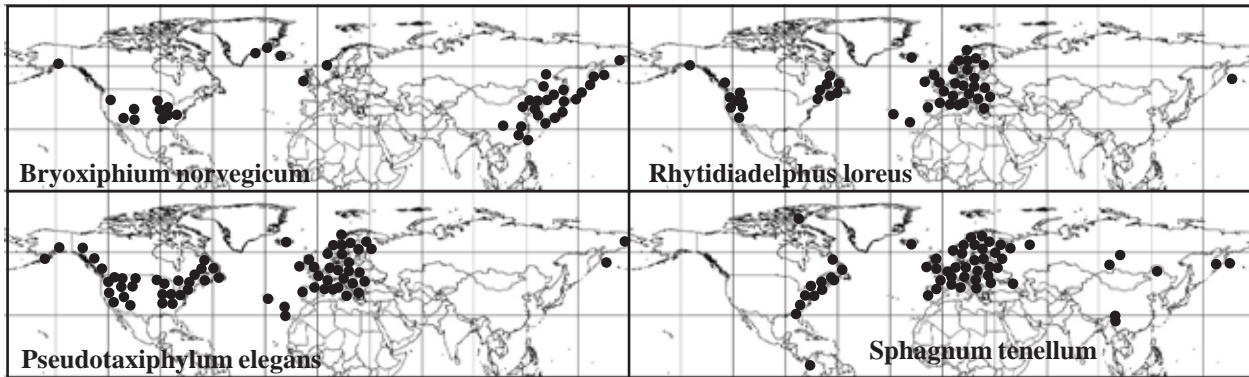 Bryoxiphium norvegicum
Rhytidiadelphus loreus
Pseudotaxiphylum elegans
Sphagnum tenellum